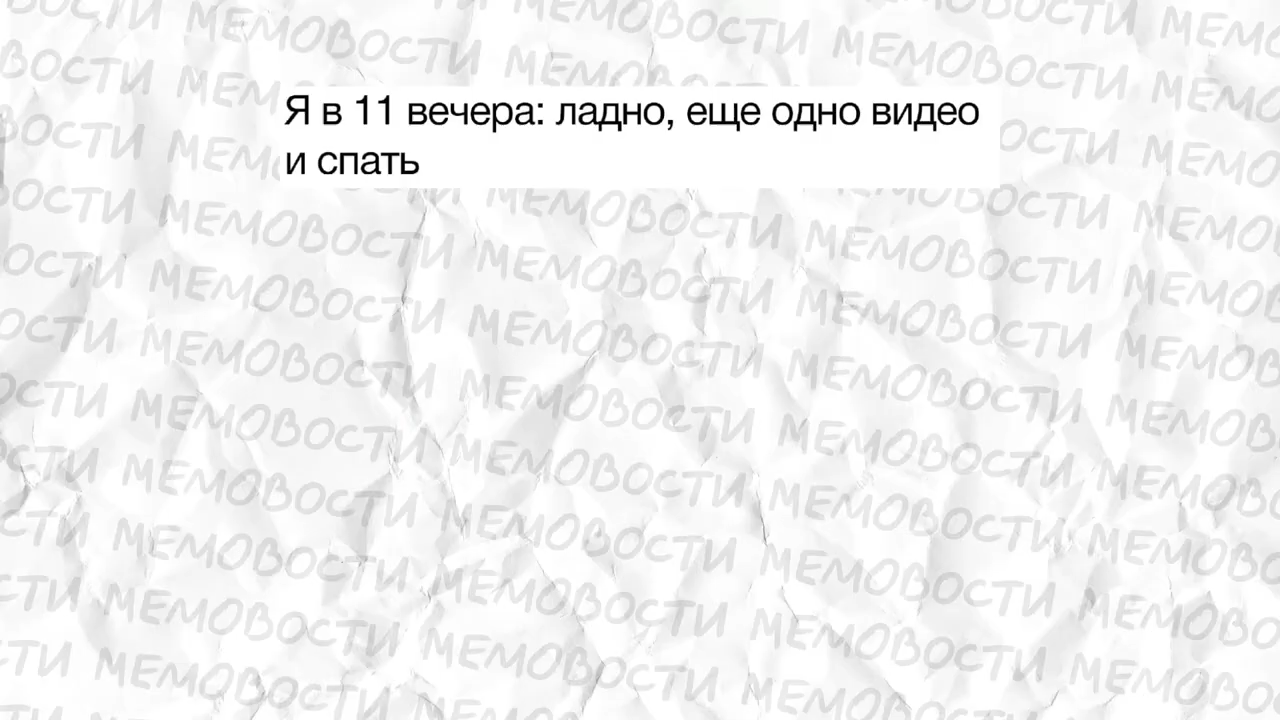 Я в 11 вечера: ладно, еще одно видео
и спать
МЕМОВОСТИ